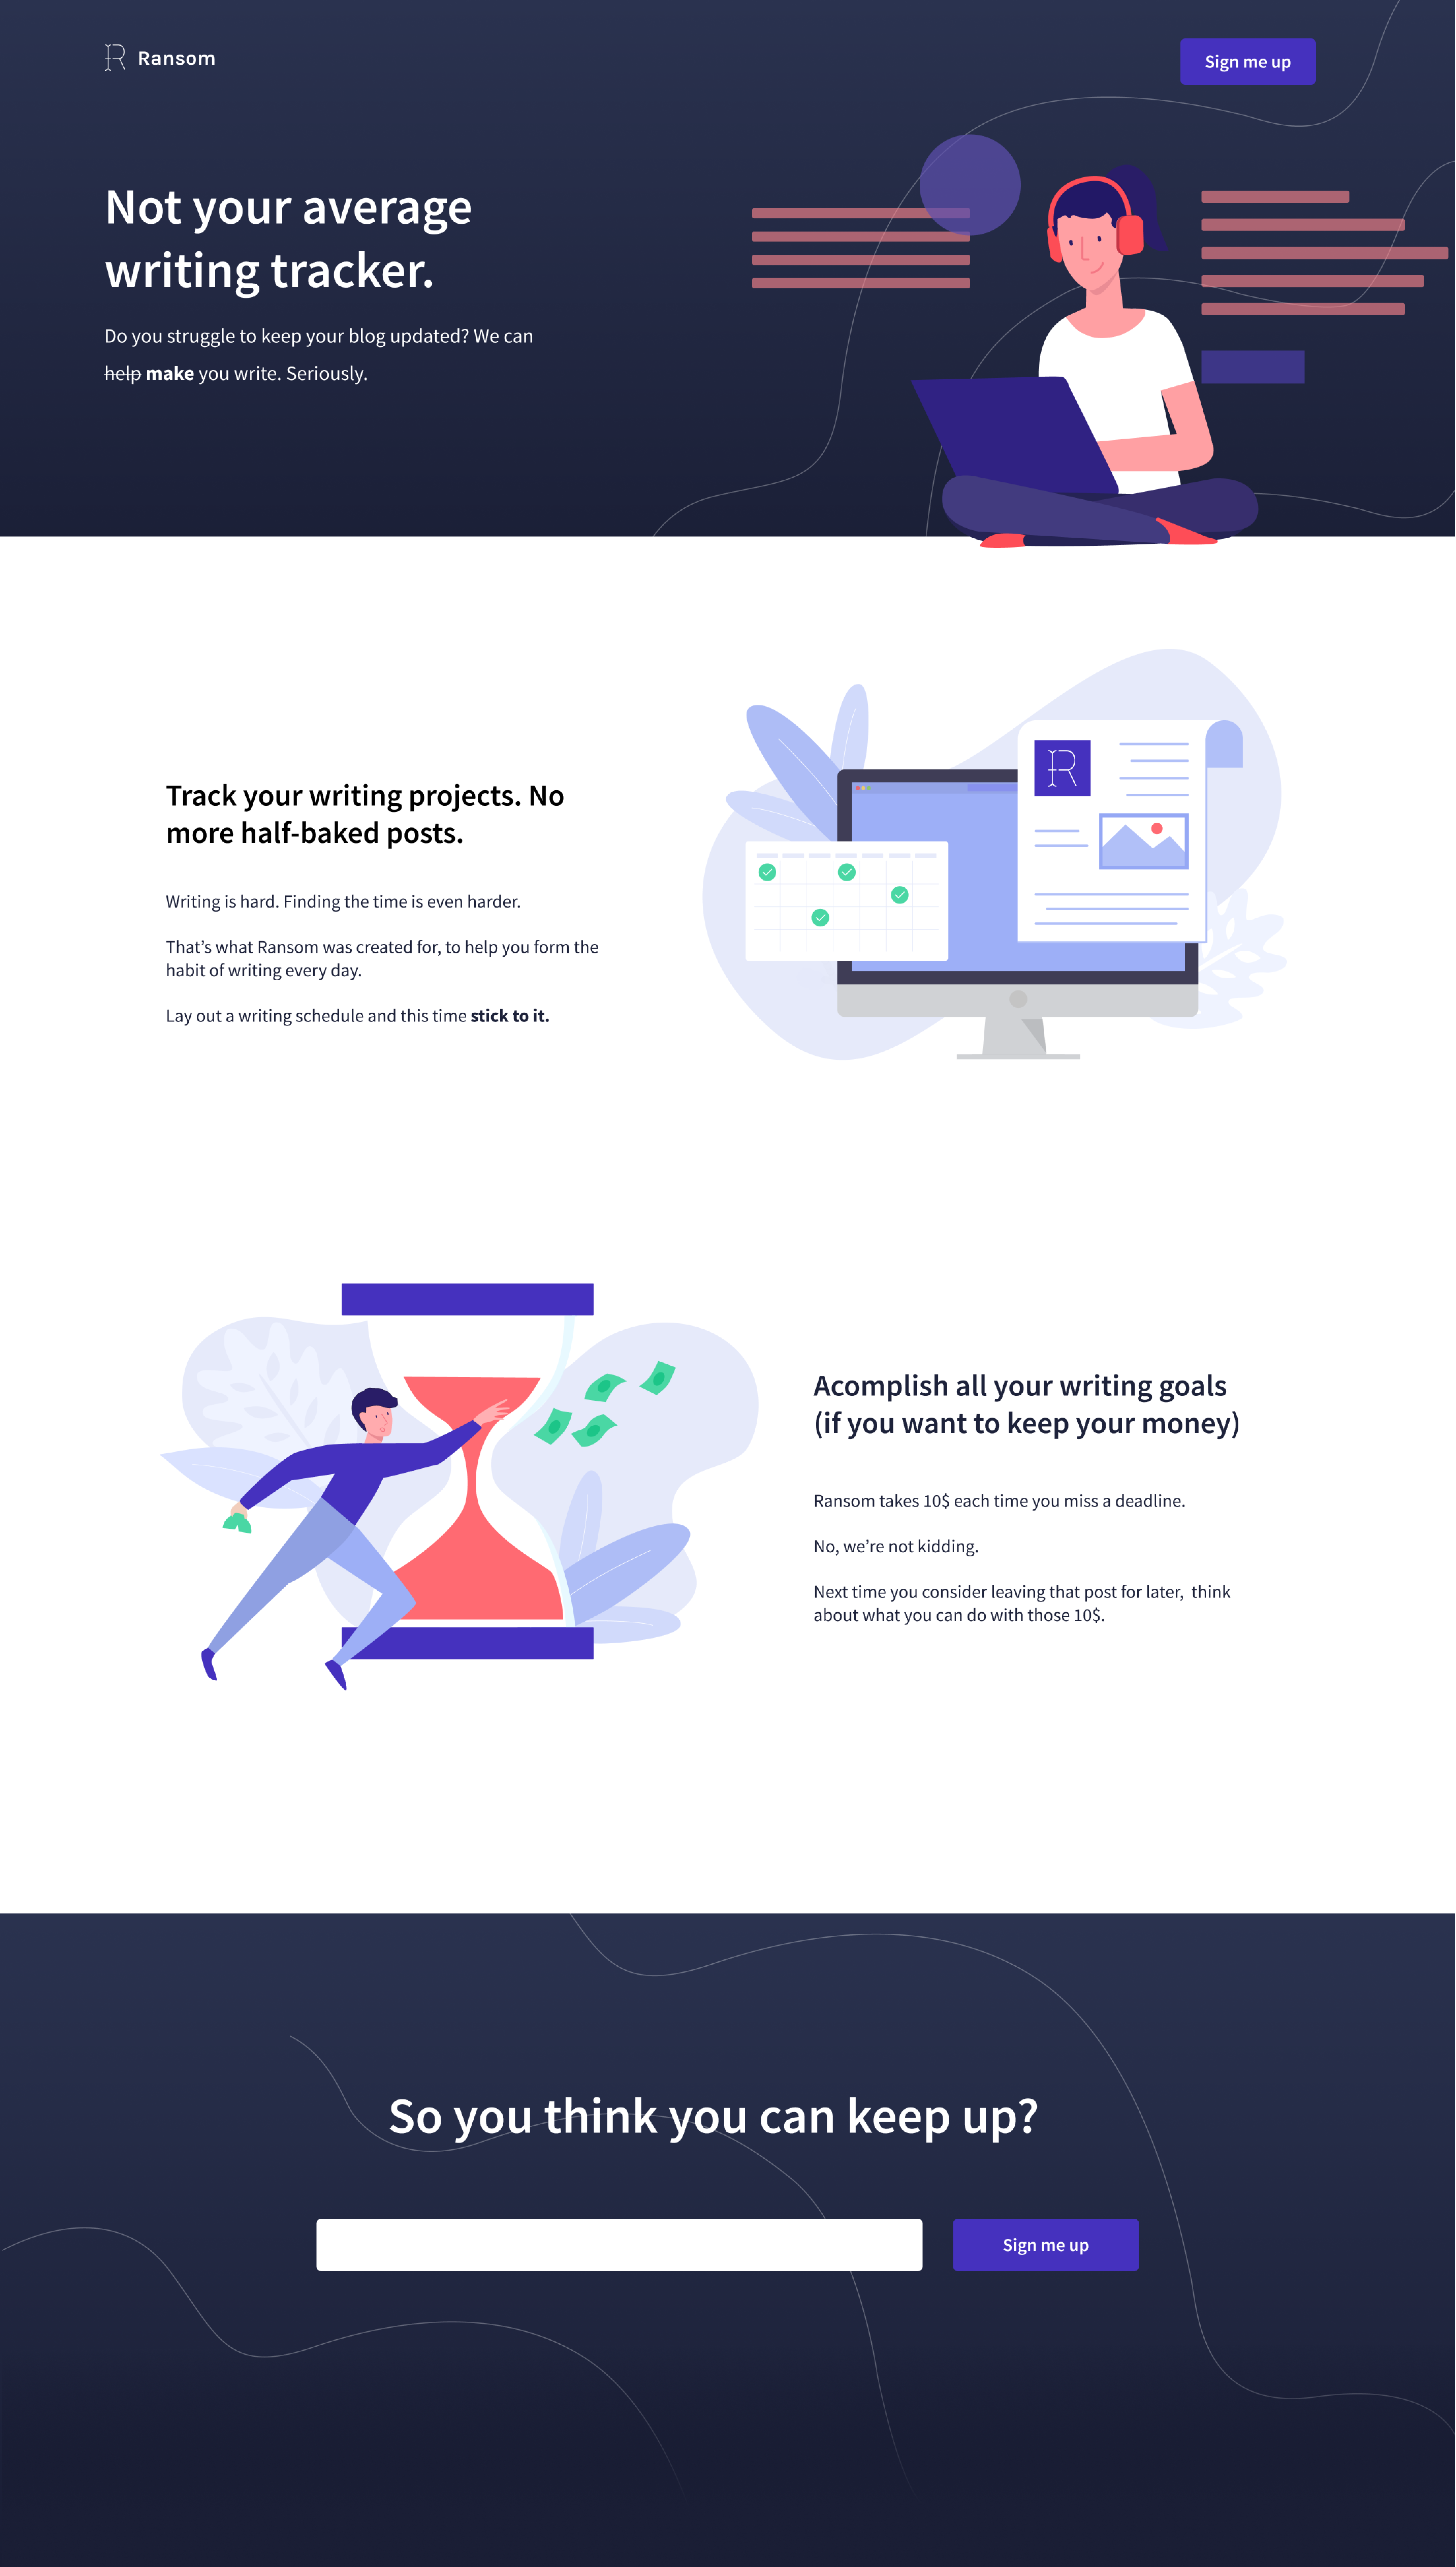 Ransom
Sign me up
Not your average
writing tracker.
Do you struggle to keep your blog updated? We can
help make you write. Seriously.
R
Track your writing projects. No
more half-baked posts.
Writing is hard. Finding the time is even harder.
That’s what Ransom was created for, to help you form the
habit of writing every day.
Lay out a writing schedule and this time stick to it.
Acomplish all your writing goals
(if you want to keep your money)
Ransom takes 10$ each time you miss a deadline.
No, we’re not kidding.
Next time you consider leaving that post for later,  think
about what you can do with those 10$.
So you think you can keep up?
Sign me up